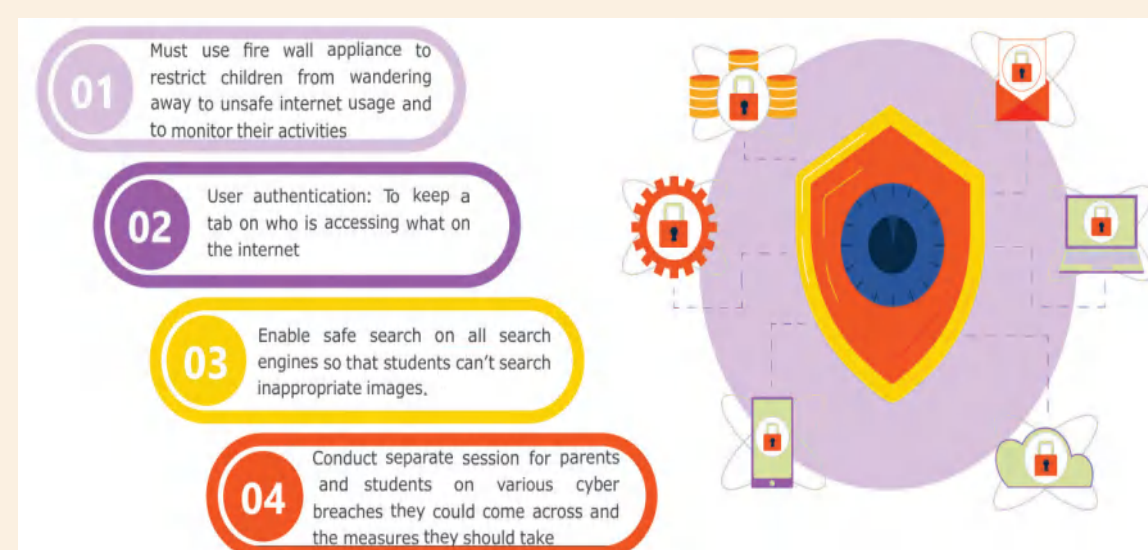 01
Must use fire wall appliance to
restrict children from wandering
away to unsafe internet usage and
to monitor their activities
02
User authentication: To keep a
tab on who is accessing what on
the internet
03
Enable safe search on all search
engines so that students can't search
inappropriate images.
04
Conduct separate session for parents
and students on various cyber
breaches they could come across and
the measures they should take